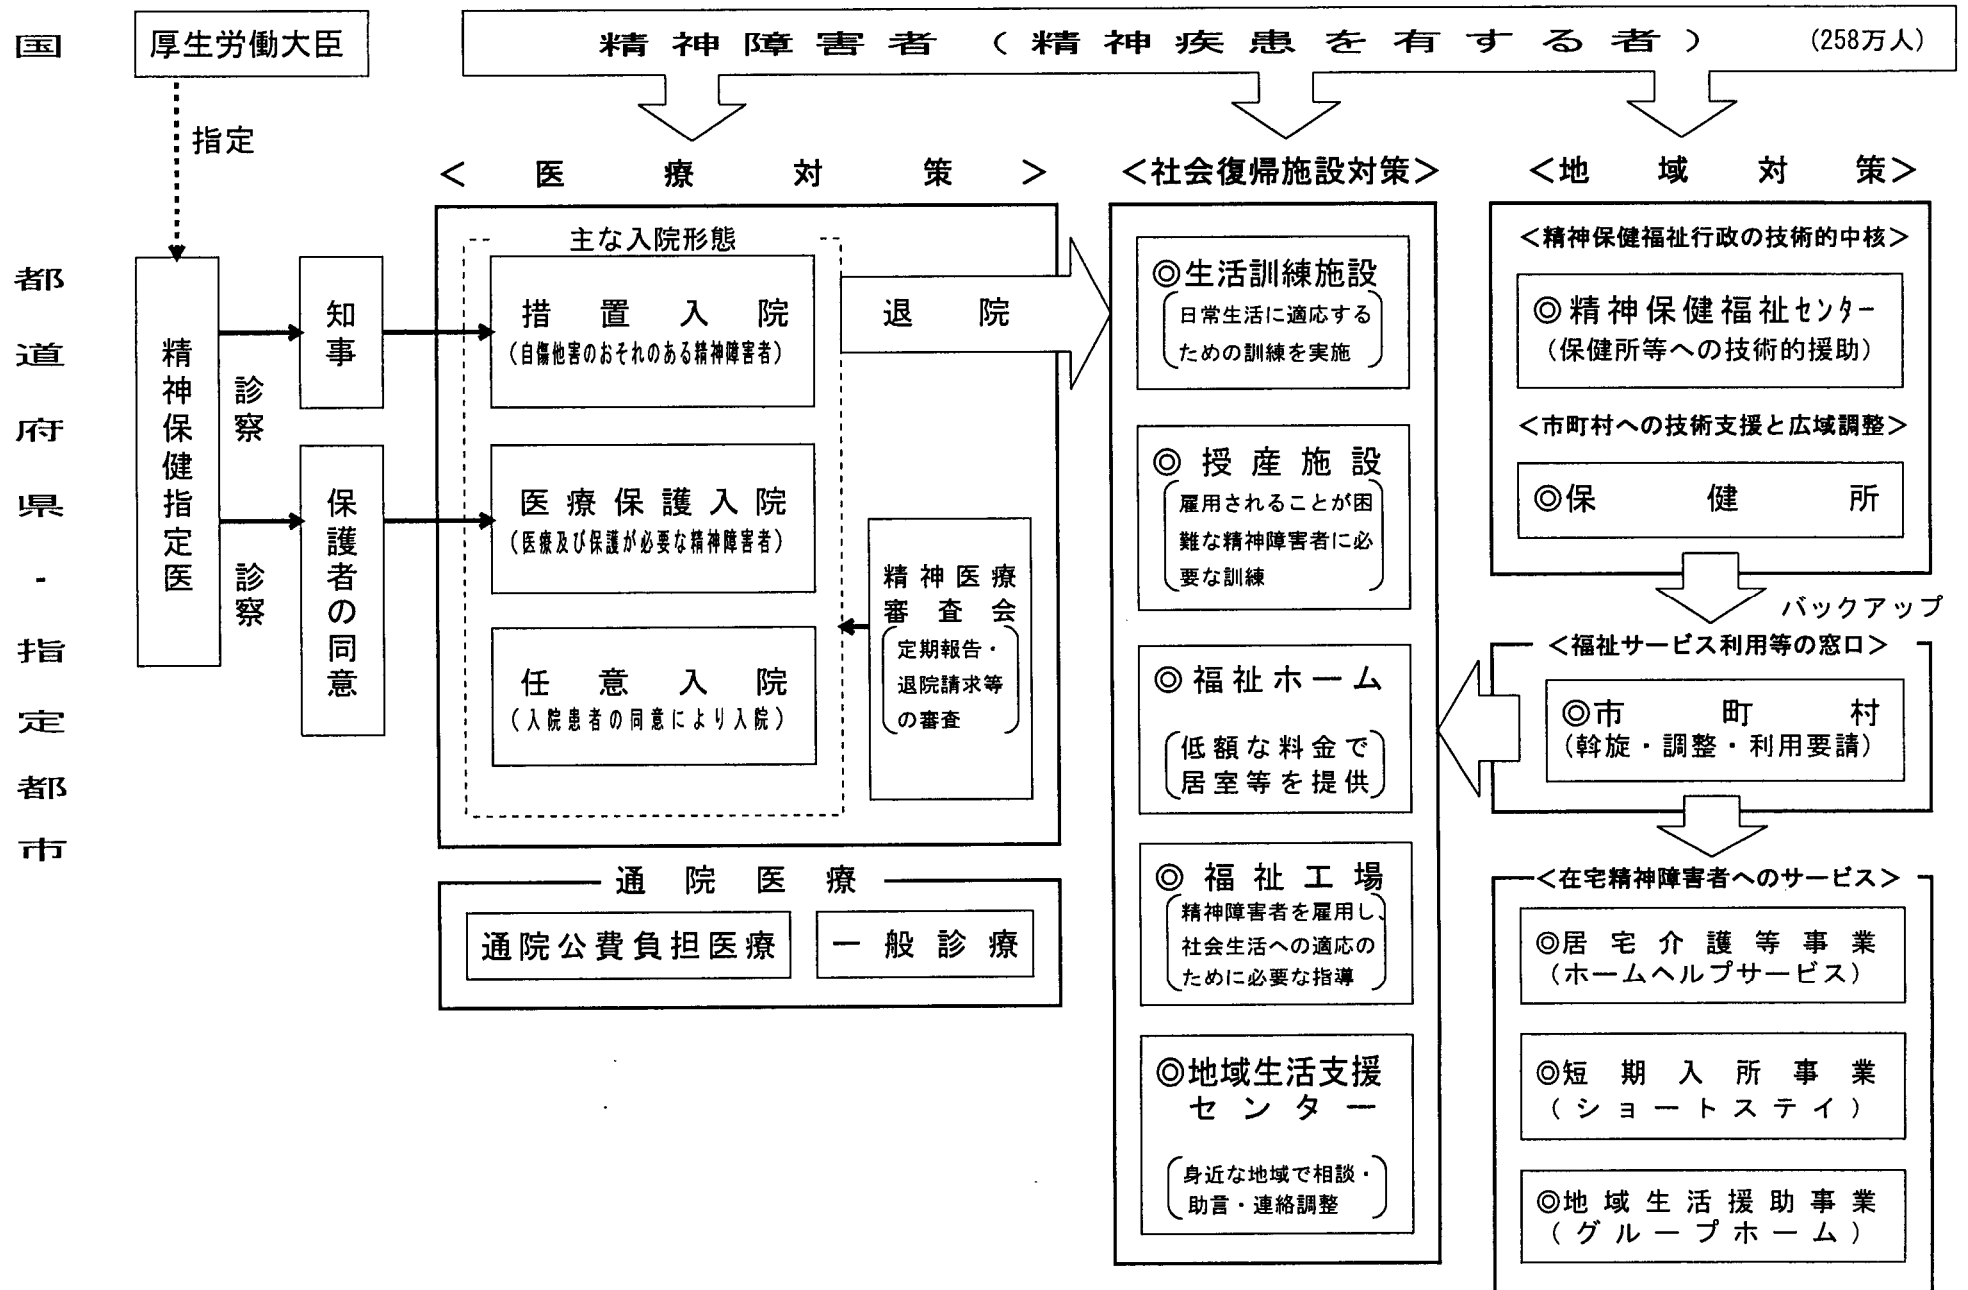 国
厚生労働大臣
指定
都道府県・指定都市
精神保健指定医
診察
診察
知事
保護者の同意
精神障害者（精神疾患を有する者） (258万人)
＜医療対策＞
主な入院形態
措置入院
（自傷他害のおそれのある精神障害者）
医療保護入院
（医療及び保護が必要な精神障害者）
任意入院
（入院患者の同意により入院）
退院
精神医療
審査会
定期報告・
退院請求等
の審査
通院医療
通院公費負担医療
一般診療
＜社会復帰施設対策＞
◎生活訓練施設
日常生活に適応する
ための訓練を実施
◎授産施設
雇用されることが困
難な精神障害者に必
要な訓練
◎福祉ホーム
低額な料金で
居室等を提供
◎福祉工場
精神障害者を雇用し、
社会生活への適応の
ために必要な指導
◎地域生活支援
センター
身近な地域で相談・
助言・連絡調整
＜地域対策＞
＜精神保健福祉行政の技術的中核＞
◎精神保健福祉ｾﾝﾀｰ
（保健所等への技術的援助）
＜市町村への技術支援と広域調整＞
◎保健所
バックアップ
＜福祉サービス利用等の窓口＞
◎市町村
（斡旋・調整・利用要請）
＜在宅精神障害者へのサービス＞
◎居宅介護等事業
（ホームヘルプサービス）
◎短期入所事業
（ショートステイ）
◎地域生活援助事業
（グループホーム）